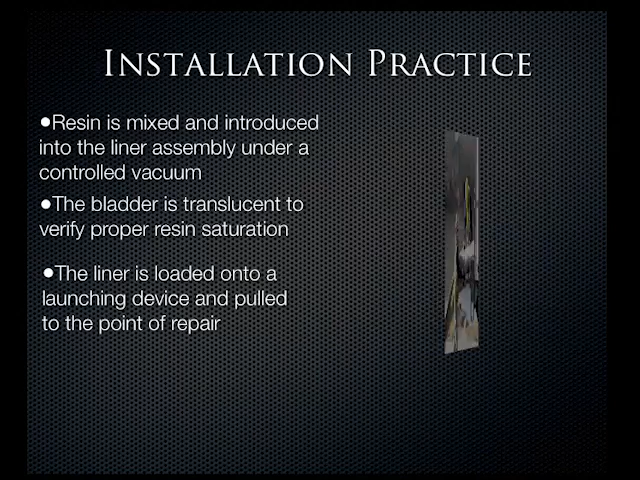 INSTALLATION PRACTICE
•Resin is mixed and introduced
into the liner assembly under a
controlled vacuum
•The bladder is translucent to
verify proper resin saturation
•The liner is loaded onto a
launching device and pulled
to the point of repair